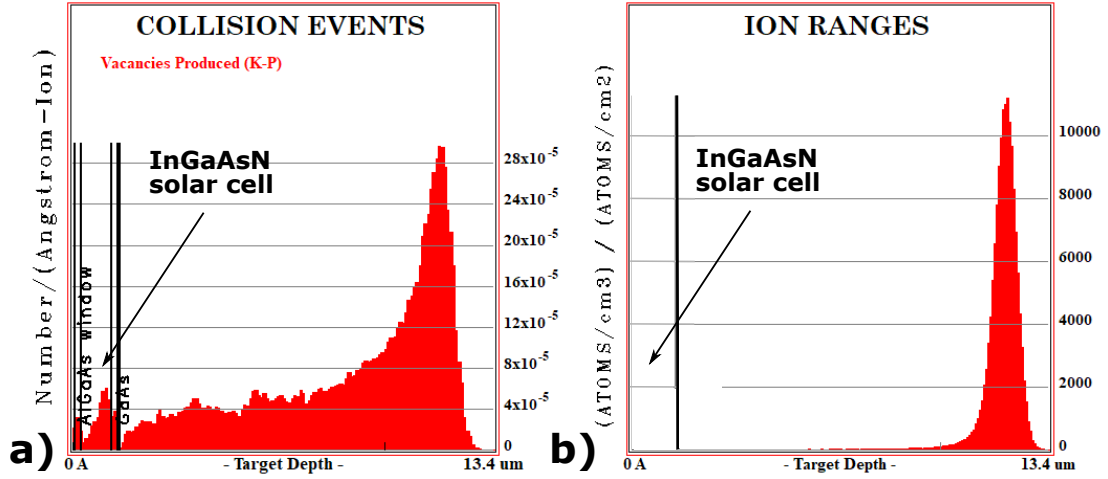 COLLISION EVENTS
Vacancies Produced (K-P)
Number/(Angstrom-Ion)
InGaAsN
solar cell
AlGaAs window
GaAs
28x10-5
24x10-5
20x10-5
16x10-5
12x10-5
8x10-5
4x10-5
0
a)
0 A
- Target Depth -
13.4 um
ION RANGES
(ATOMS/cm3) / (ATOMS/cm2)
InGaAsN
solar cell
10000
8000
6000
4000
2000
0
b)
0 A
- Target Depth -
13.4 um